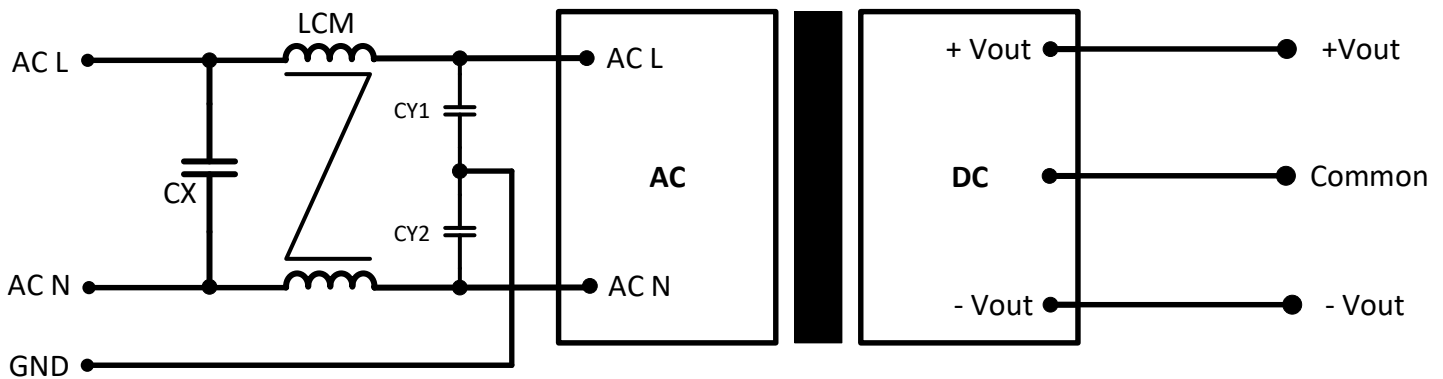 LCM
AC L
CX
CY1
CY2
AC N
GND
AC L
AC
AC N
+ Vout
DC
- Vout
+Vout
Common
- Vout